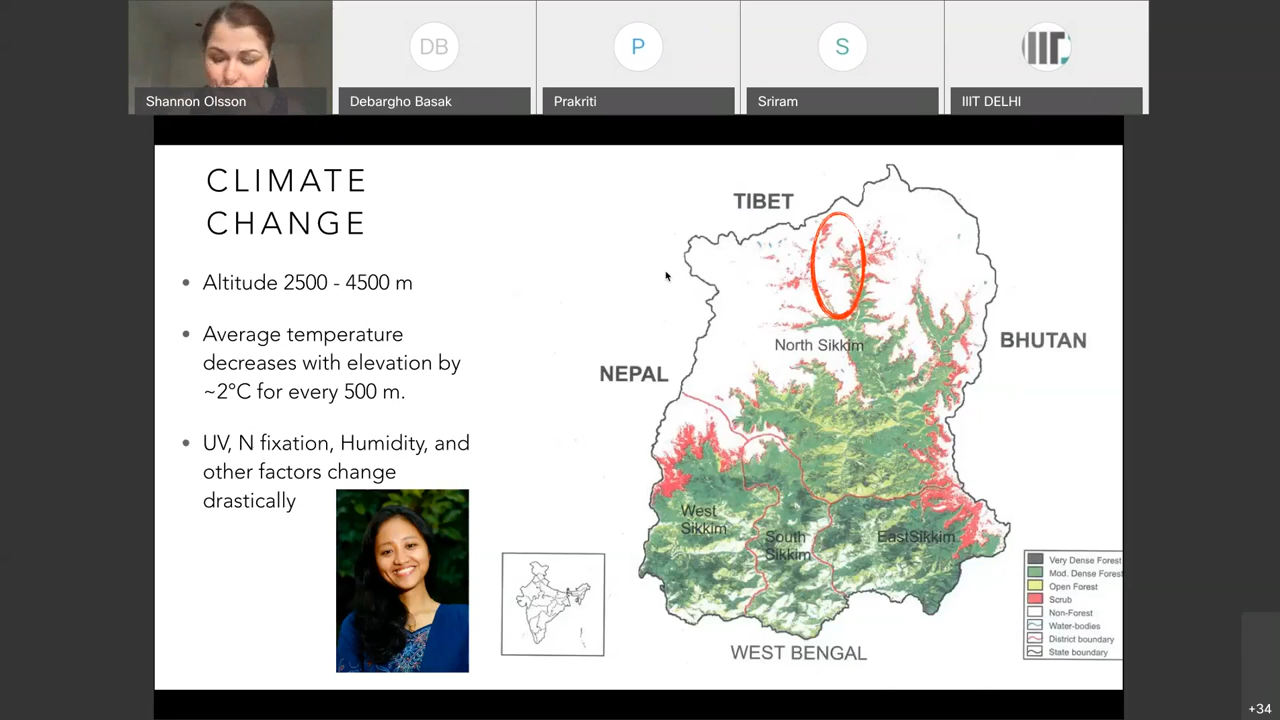 DB
P
S
Shannon Olsson
Debargho Basak
Prakriti
Sriram
IIIT DELHI
CLIMATE
CHANGE
• Altitude 2500 - 4500 m
• Average temperature
decreases with elevation by
~2°C for every 500 m.
• UV, N fixation, Humidity, and
other factors change
drastically
TIBET
North Sikkim
BHUTAN
NEPAL
West
Sikkim
South
Sikkim
EastSikkim
WEST BENGAL
Very Dense Forest
Mod. Dense Forest
Open Forest
Scrub
Non-Forest
Water-bodies
District boundary
State boundary
+34